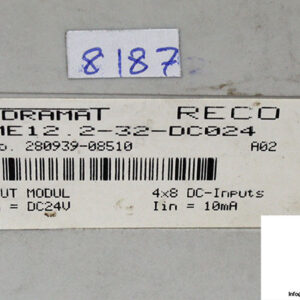 8187
DRAMAT RECO
ME12.2-32-DC024
o. 280939-08510 A02
UT MODUL 4x8 DC-Inputs
= DC24V Iin = 10mA